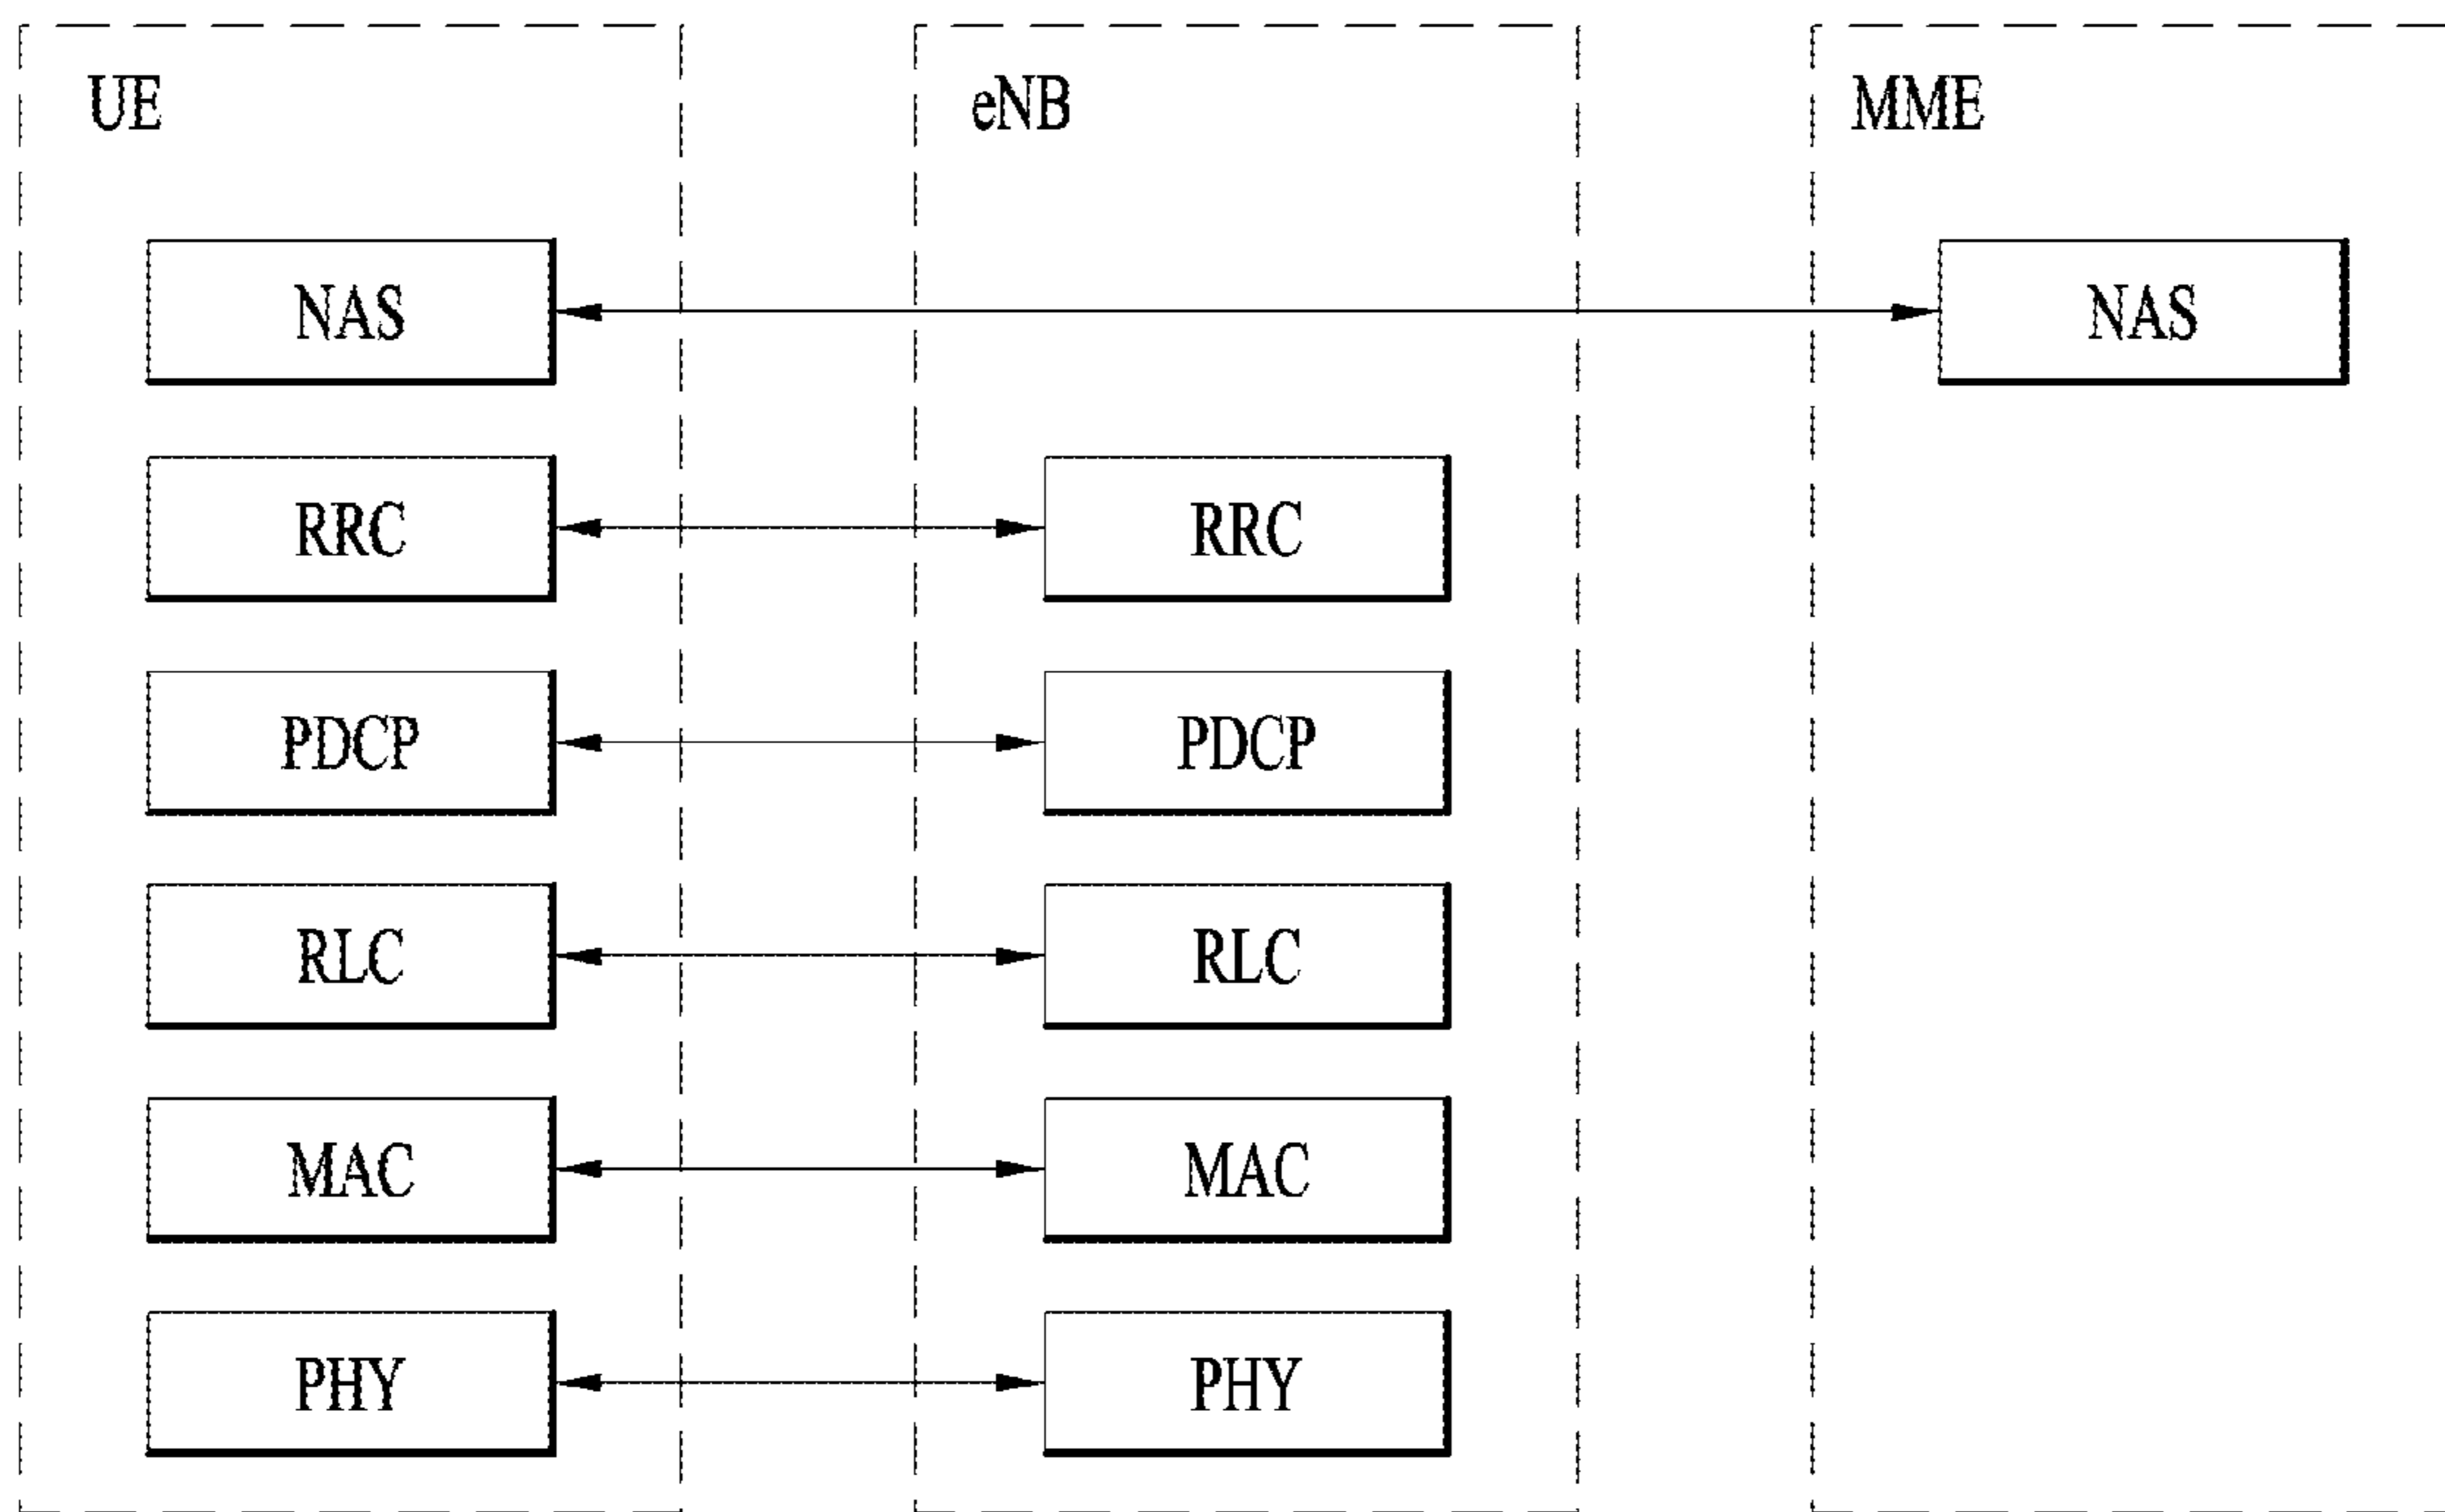 UE eNB MME
NAS NAS
RRC RRC
PDCP PDCP
RLC RLC
MAC MAC
PHY PHY